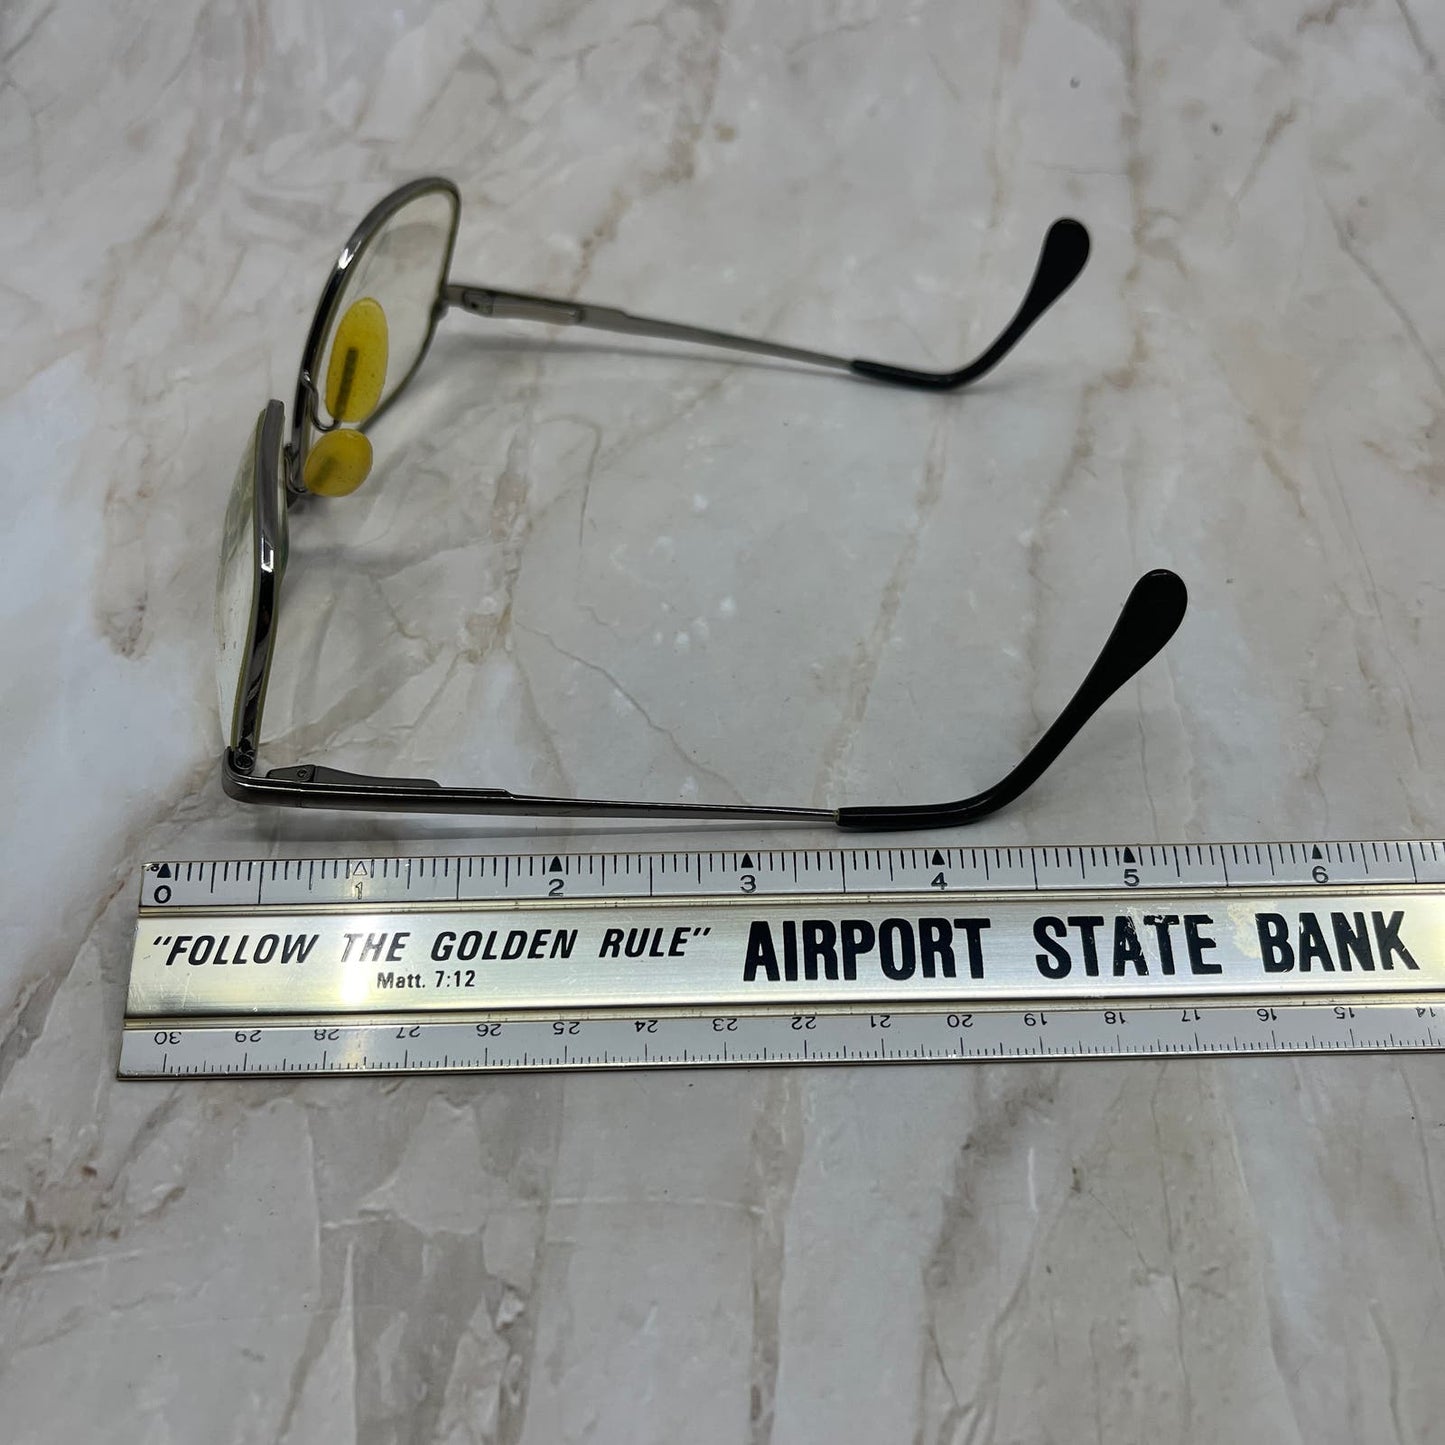 0 1 2 3 4 5 6
"FOLLOW THE GOLDEN RULE" AIRPORT STATE BANK
Matt. 7:12
30 29 28 27 26 25 24 23 22 21 20 19 18 17 16 15 14